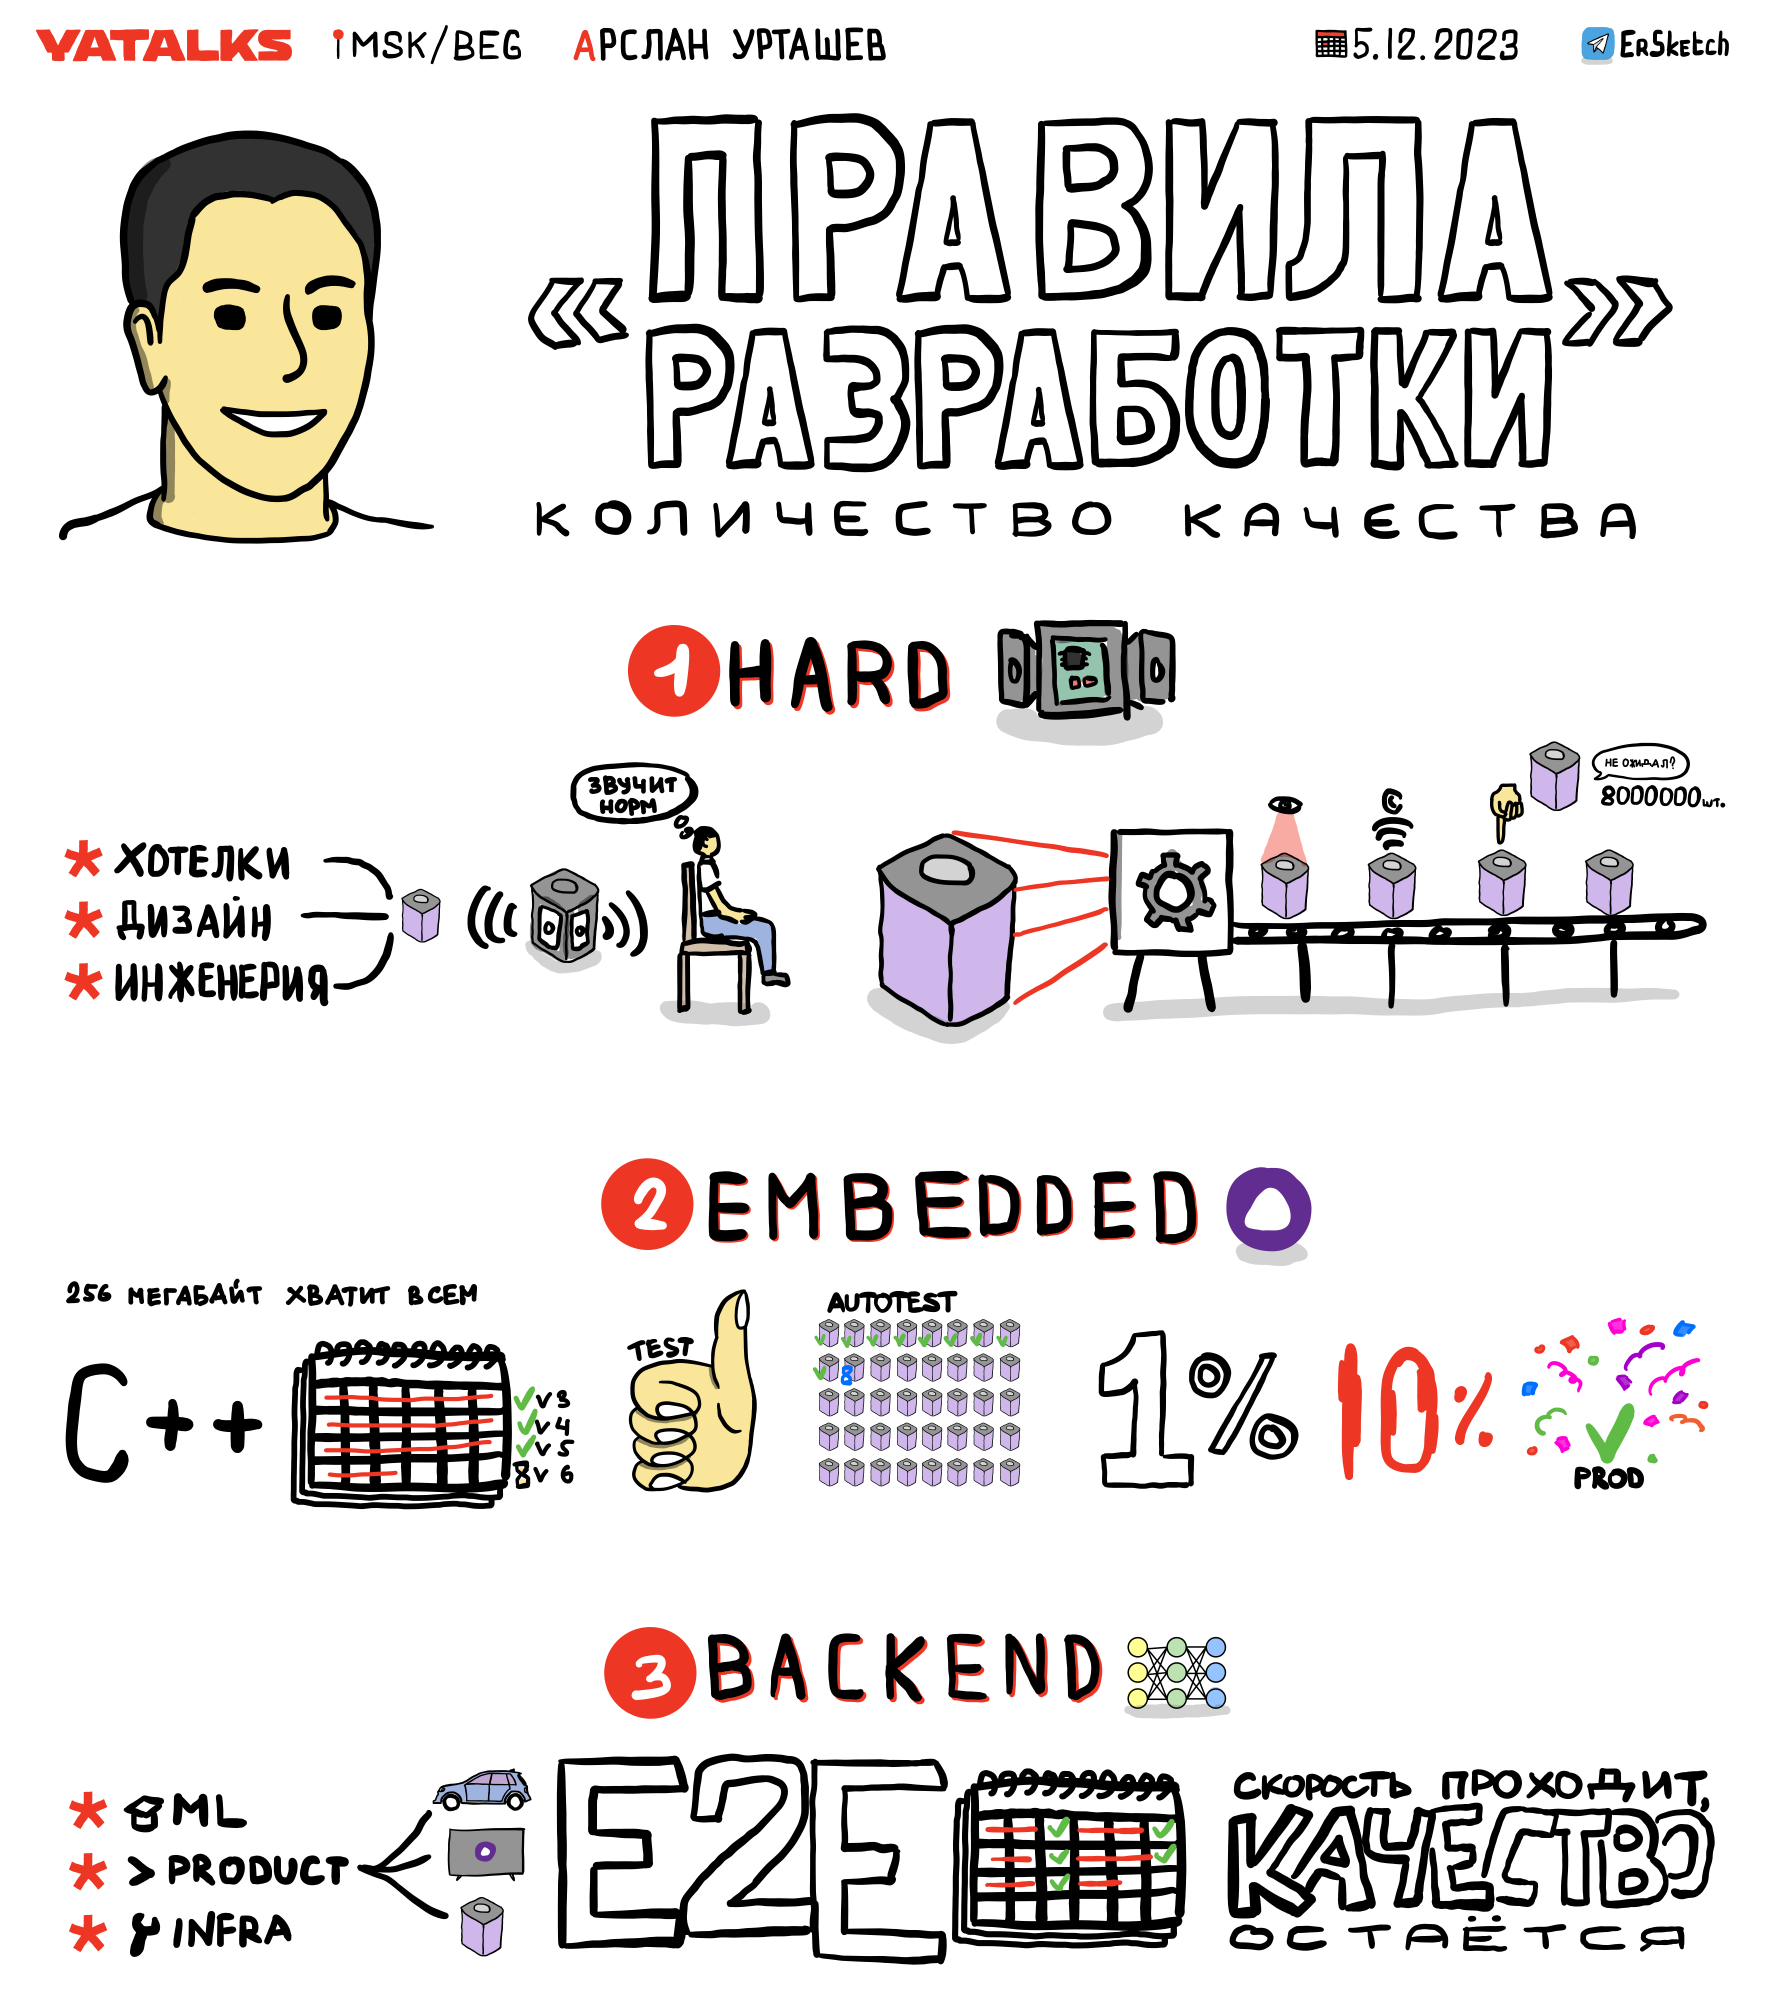 YATALKS MSK/BEG АРСЛАН УРТАШЕВ 5.12.2023 ErSketch
«ПРАВИЛА
РАЗРАБОТКИ»
КОЛИЧЕСТВО КАЧЕСТВА
1 HARD
ЗВУЧИТ
НОРМ
НЕ ОЖИДАЛ?
8000000 шт.
* ХОТЕЛКИ
* ДИЗАЙН
* ИНЖЕНЕРИЯ
2 EMBEDDED
256 МЕГАБАЙТ ХВАТИТ ВСЕМ
C++
v3
v4
v5
v6
TEST
AUTOTEST
1% 10%
PROD
3 BACKEND
* ML
* > PRODUCT
* INFRA
E2E
СКОРОСТЬ ПРОХОДИТ,
КАЧЕСТВО
ОСТАЁТСЯ